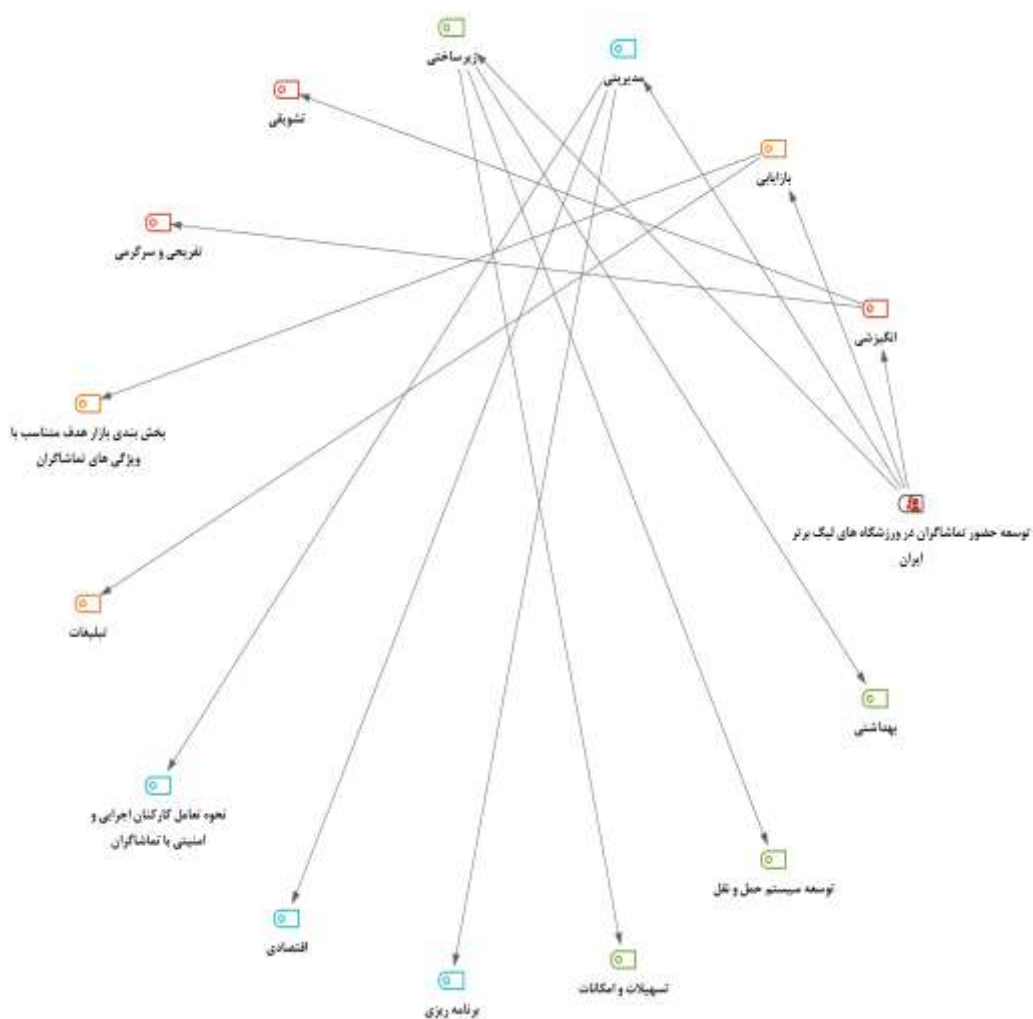 زیرساختی
مدیریتی
تشویقی
بازایابی
تفریحی و سرگرمی
انگیزشی
بخش بندی بازار هدف متناسب با
ویژگی های تماشاگران
توسعه حضور تماشاگران در ورزشگاه های لیگ برتر
ایران
تبلیغات
بهداشتی
نحوه تعامل کارکنان اجرایی و
امنیتی با تماشاگران
توسعه سیستم حمل و نقل
اقتصادی
تسهیلات و امکانات
برنامه ریزی